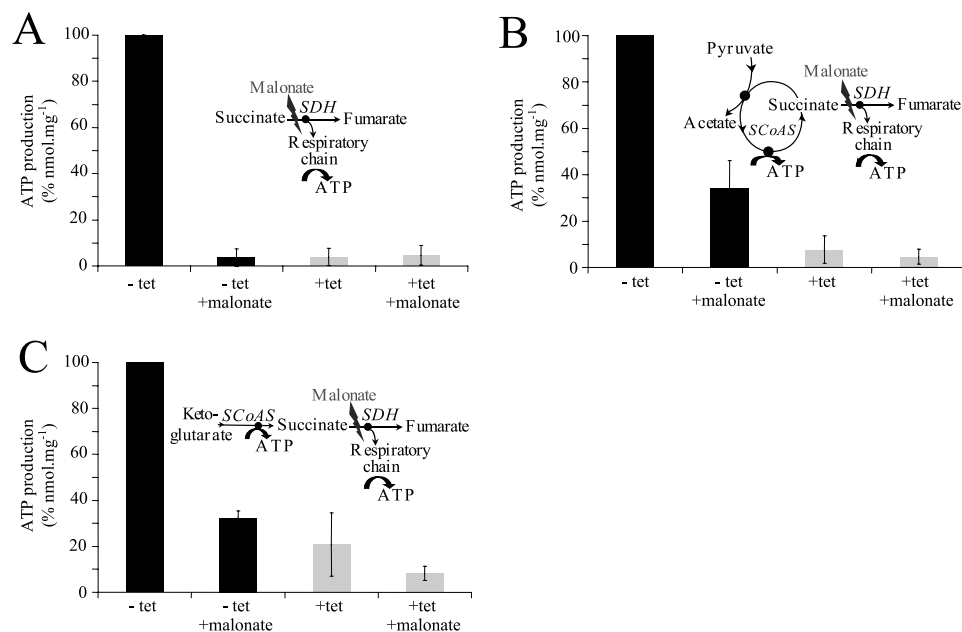 A
ATP production
(% nmol.mg⁻¹)
100
80
60
40
20
0
Malonate
SDH
Succinate
Fumarate
Respiratory
chain
ATP
- tet
- tet
+malonate
+tet
+tet
+malonate
B
ATP production
(% nmol.mg⁻¹)
100
80
60
40
20
0
Pyruvate
Malonate
SDH
Succinate
Fumarate
Acetate
SCoAS
Respiratory
chain
ATP
ATP
- tet
- tet
+malonate
+tet
+tet
+malonate
C
ATP production
(% nmol.mg⁻¹)
100
80
60
40
20
0
Malonate
Keto-
glutarate
SCoAS
SDH
Succinate
Fumarate
ATP
Respiratory
chain
ATP
- tet
- tet
+malonate
+tet
+tet
+malonate